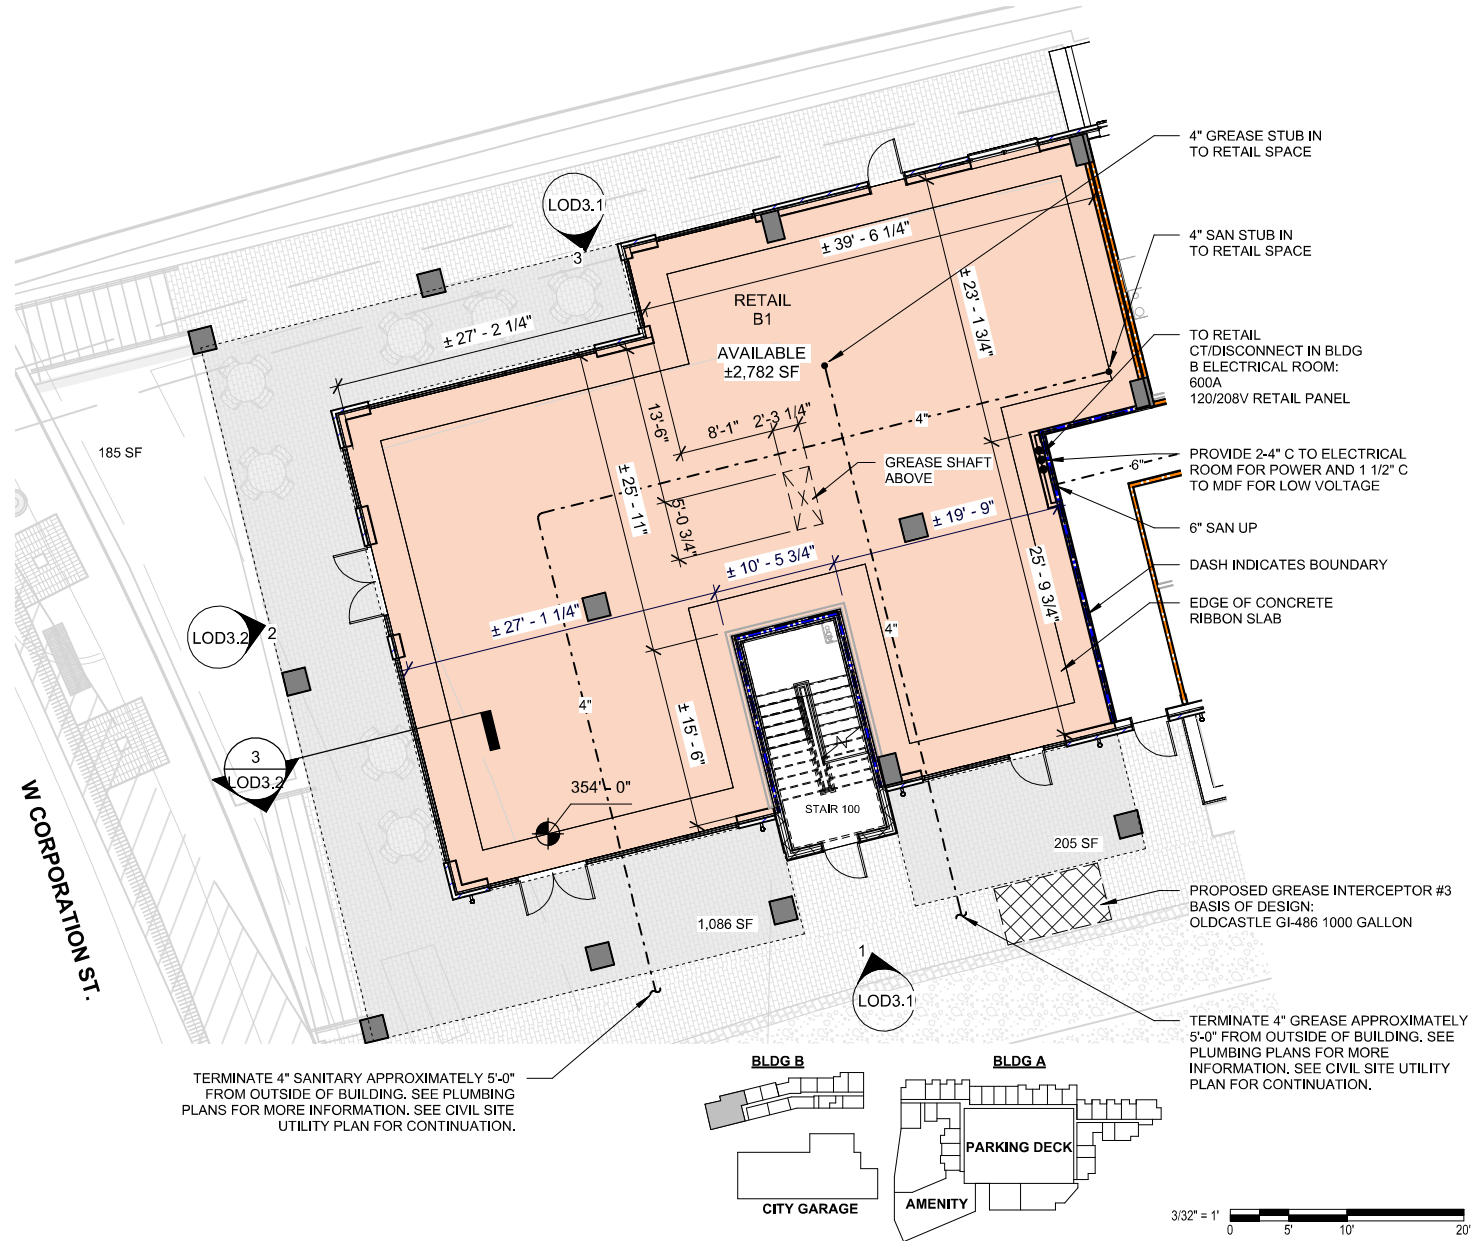 4" GREASE STUB IN
TO RETAIL SPACE
4" SAN STUB IN
TO RETAIL SPACE
TO RETAIL
CT/DISCONNECT IN BLDG
B ELECTRICAL ROOM:
600A
120/208V RETAIL PANEL
PROVIDE 2-4" C TO ELECTRICAL
ROOM FOR POWER AND 1 1/2" C
TO MDF FOR LOW VOLTAGE
6" SAN UP
DASH INDICATES BOUNDARY
EDGE OF CONCRETE
RIBBON SLAB
PROPOSED GREASE INTERCEPTOR #3
BASIS OF DESIGN:
OLDCASTLE GI-486 1000 GALLON
TERMINATE 4" GREASE APPROXIMATELY
5'-0" FROM OUTSIDE OF BUILDING. SEE
PLUMBING PLANS FOR MORE
INFORMATION. SEE CIVIL SITE UTILITY
PLAN FOR CONTINUATION.
LOD3.1
3
± 39' - 6 1/4"
± 27' - 2 1/4"
± 23' - 1 3/4"
RETAIL
B1
AVAILABLE
±2,782 SF
13'-6"
8'-1"
2'-3 1/4"
4"
GREASE SHAFT
ABOVE
6"
185 SF
± 25' - 11"
5'-0 3/4"
± 19' - 9"
± 10' - 5 3/4"
25' - 9 3/4"
± 27' - 1 1/4"
LOD3.2
2
4"
4"
± 15' - 6"
3
LOD3.2
354' - 0"
STAIR 100
205 SF
1,086 SF
W CORPORATION ST.
1
LOD3.1
TERMINATE 4" SANITARY APPROXIMATELY 5'-0"
FROM OUTSIDE OF BUILDING. SEE PLUMBING
PLANS FOR MORE INFORMATION. SEE CIVIL SITE
UTILITY PLAN FOR CONTINUATION.
BLDG B
BLDG A
PARKING DECK
CITY GARAGE
AMENITY
3/32" = 1'
0
5'
10'
20'